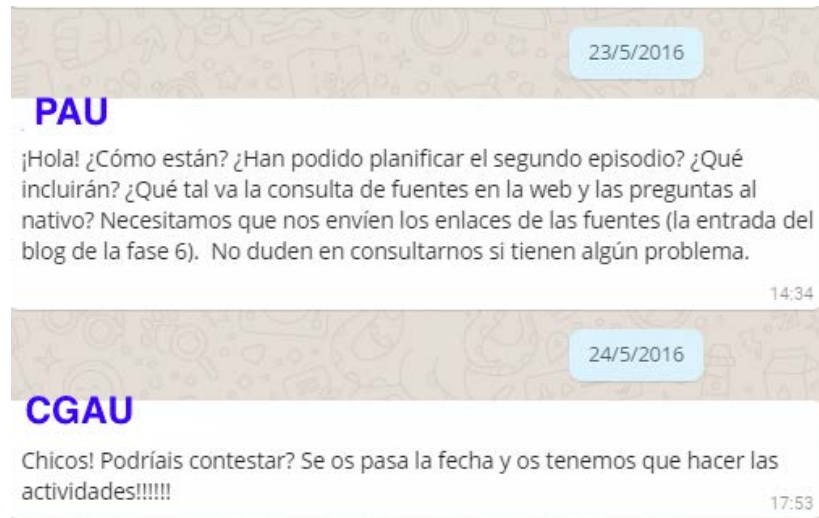 23/5/2016
PAU
¡Hola! ¿Cómo están? ¿Han podido planificar el segundo episodio? ¿Qué
incluirán? ¿Qué tal va la consulta de fuentes en la web y las preguntas al
nativo? Necesitamos que nos envíen los enlaces de las fuentes (la entrada del
blog de la fase 6).  No duden en consultarnos si tienen algún problema.
14:34
24/5/2016
CGAU
Chicos! Podríais contestar? Se os pasa la fecha y os tenemos que hacer las
actividades!!!!!!
17:53